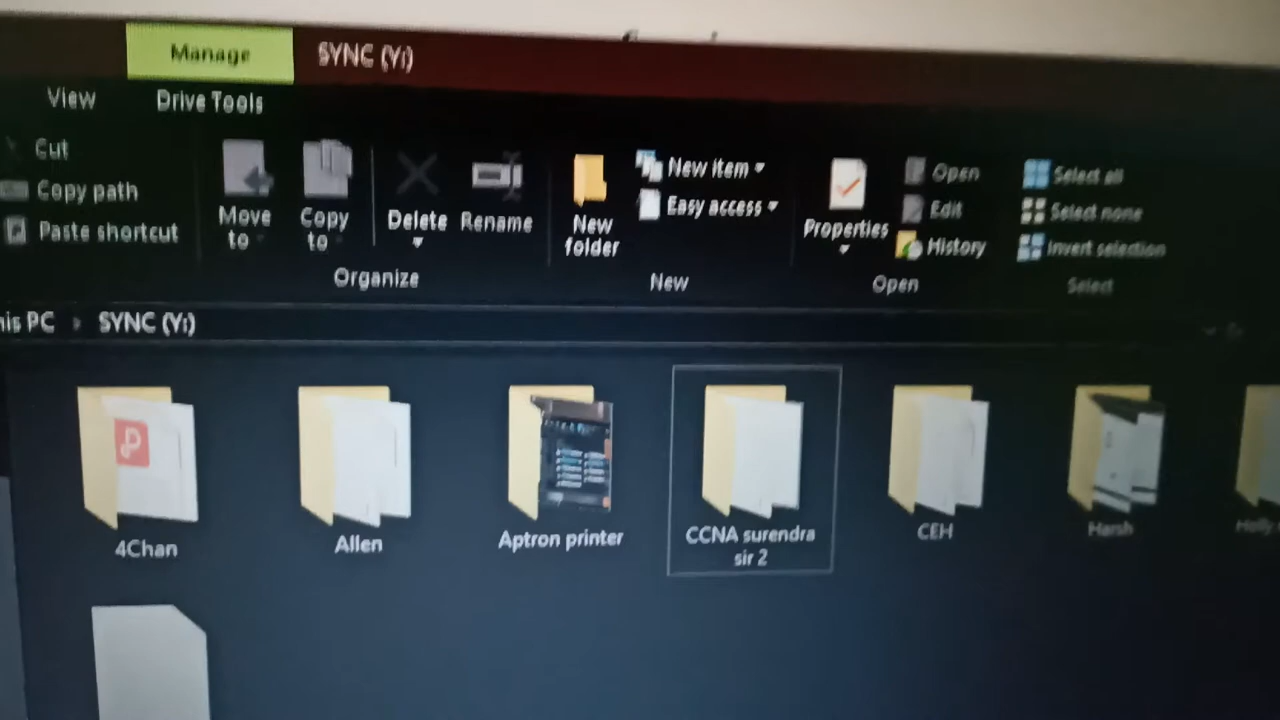 Manage
SYNC (Y:)
View
Drive Tools
Cut
Copy path
Paste shortcut
Move to
Copy to
Delete
Rename
Organize
New folder
New item
Easy access
New
Properties
Open
Edit
History
Open
Select all
Select none
Invert selection
Select
his PC > SYNC (Y:)
4Chan
Allen
Aptron printer
CCNA surendra
sir 2
CEH
Harsh